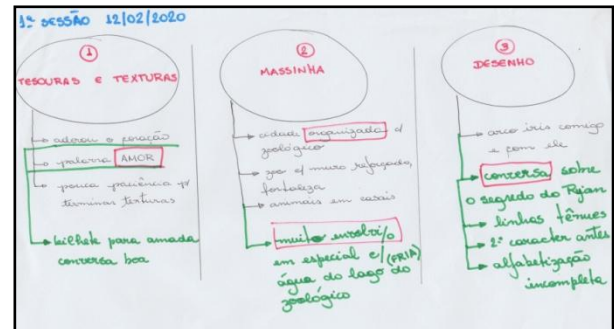 1ª SESSÃO 12/02/2020
①
TESOURAS E TEXTURAS
→ adorou o coração
→ palavra AMOR
→ pouca paciência p/
terminar texturas
→ bilhete para amada
conversa boa
②
MASSINHA
→ cidade organizada c/
zoológico
→ zoo c/ muro reforçado,
fortaleza
→ animais em casais
→ muito envolvi/o
em especial c/ (FRIA)
água do lago do
zoológico
③
DESENHO
→ arco iris comigo
e com ele
→ conversa sobre
o segredo do Ryan
→ linhas tênues
→ 2º caracter antes
→ alfabetização
incompleta